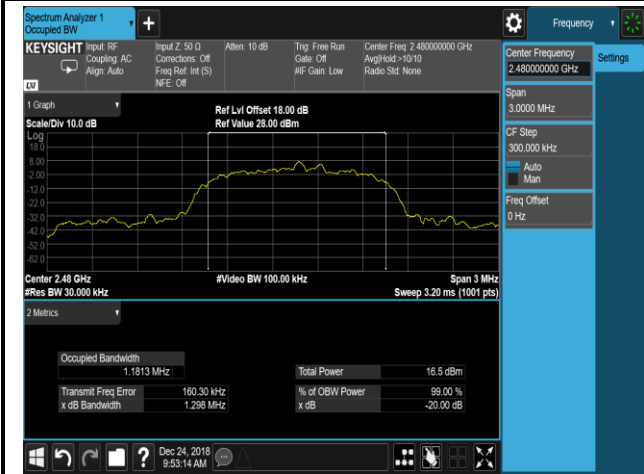 Spectrum Analyzer 1
Occupied BW
+
Frequency
KEYSIGHT
LXI
Input: RF
Coupling: AC
Align: Auto
Input Z: 50 Ω
Corrections: Off
Freq Ref: Int (S)
NFE: Off
Atten: 10 dB
Trig: Free Run
Gate: Off
#IF Gain: Low
Center Freq: 2.480000000 GHz
Avg|Hold:>10/10
Radio Std: None
Center Frequency
2.480000000 GHz
Settings
Span
3.0000 MHz
CF Step
300.000 kHz
Auto
Man
Freq Offset
0 Hz
1 Graph
Scale/Div 10.0 dB
Ref Lvl Offset 18.00 dB
Ref Value 28.00 dBm
Log
18.0
8.00
-2.00
-12.0
-22.0
-32.0
-42.0
-52.0
-62.0
Center 2.48 GHz
#Res BW 30.000 kHz
#Video BW 100.00 kHz
Span 3 MHz
Sweep 3.20 ms (1001 pts)
2 Metrics
Occupied Bandwidth
1.1813 MHz
Total Power 16.5 dBm
Transmit Freq Error 160.30 kHz
% of OBW Power 99.00 %
x dB Bandwidth 1.298 MHz
x dB -20.00 dB
?
Dec 24, 2018
9:53:14 AM